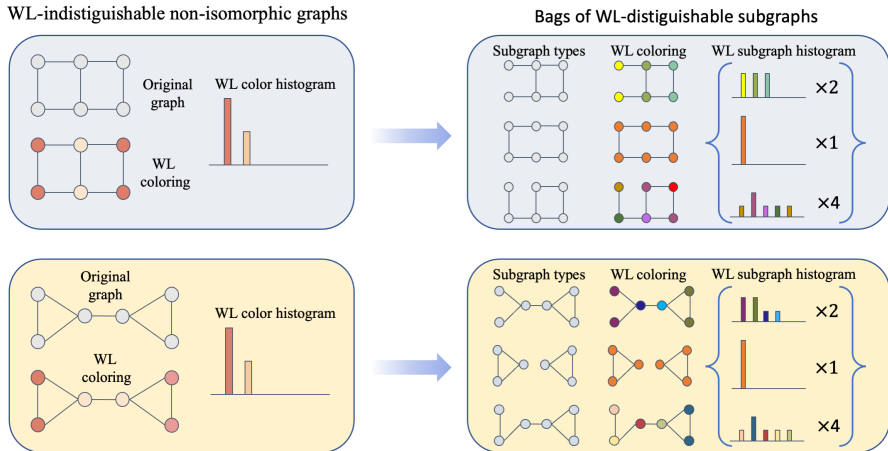 WL-indistiguishable non-isomorphic graphs
Bags of WL-distiguishable subgraphs
Original
graph
WL color histogram
WL
coloring
Subgraph types
WL coloring
WL subgraph histogram
×2
×1
×4
Original
graph
WL color histogram
WL
coloring
Subgraph types
WL coloring
WL subgraph histogram
×2
×1
×4